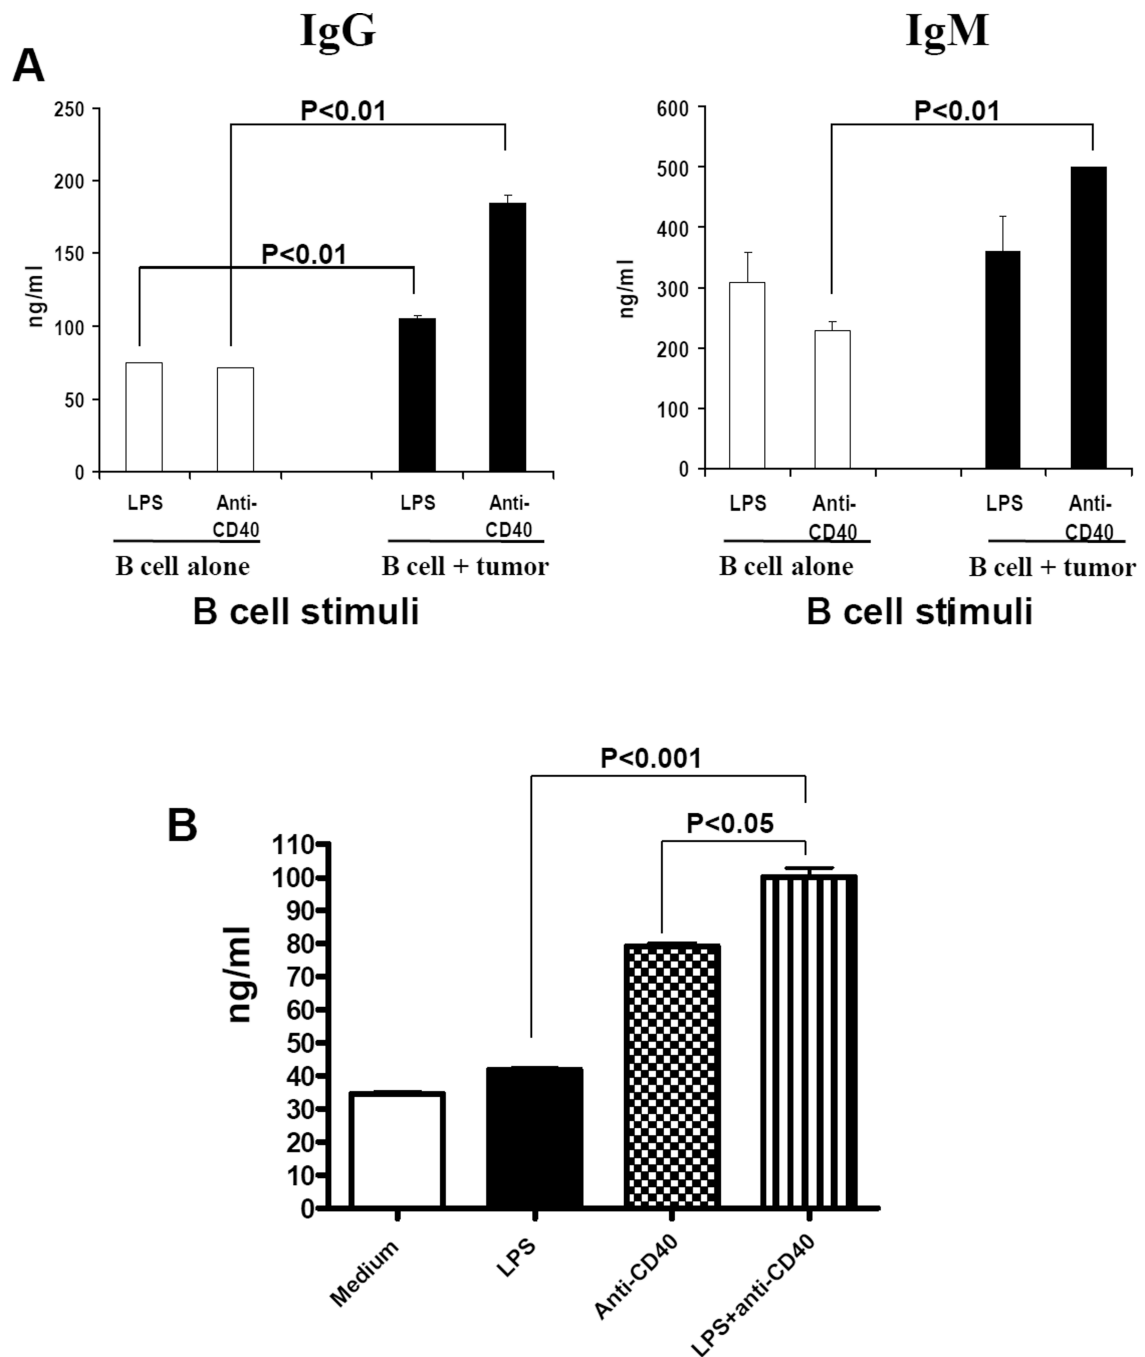 IgG
IgM
A
P<0.01
P<0.01
250
200
150
100
50
0
ng/ml
LPS
Anti-
CD40
LPS
Anti-
CD40
B cell alone
B cell + tumor
B cell stimuli
P<0.01
600
500
400
300
200
100
0
ng/ml
LPS
Anti-
CD40
LPS
Anti-
CD40
B cell alone
B cell + tumor
B cell stimuli
B
P<0.001
P<0.05
110
100
90
80
70
60
50
40
30
20
10
0
ng/ml
Medium
LPS
Anti-CD40
LPS+anti-CD40